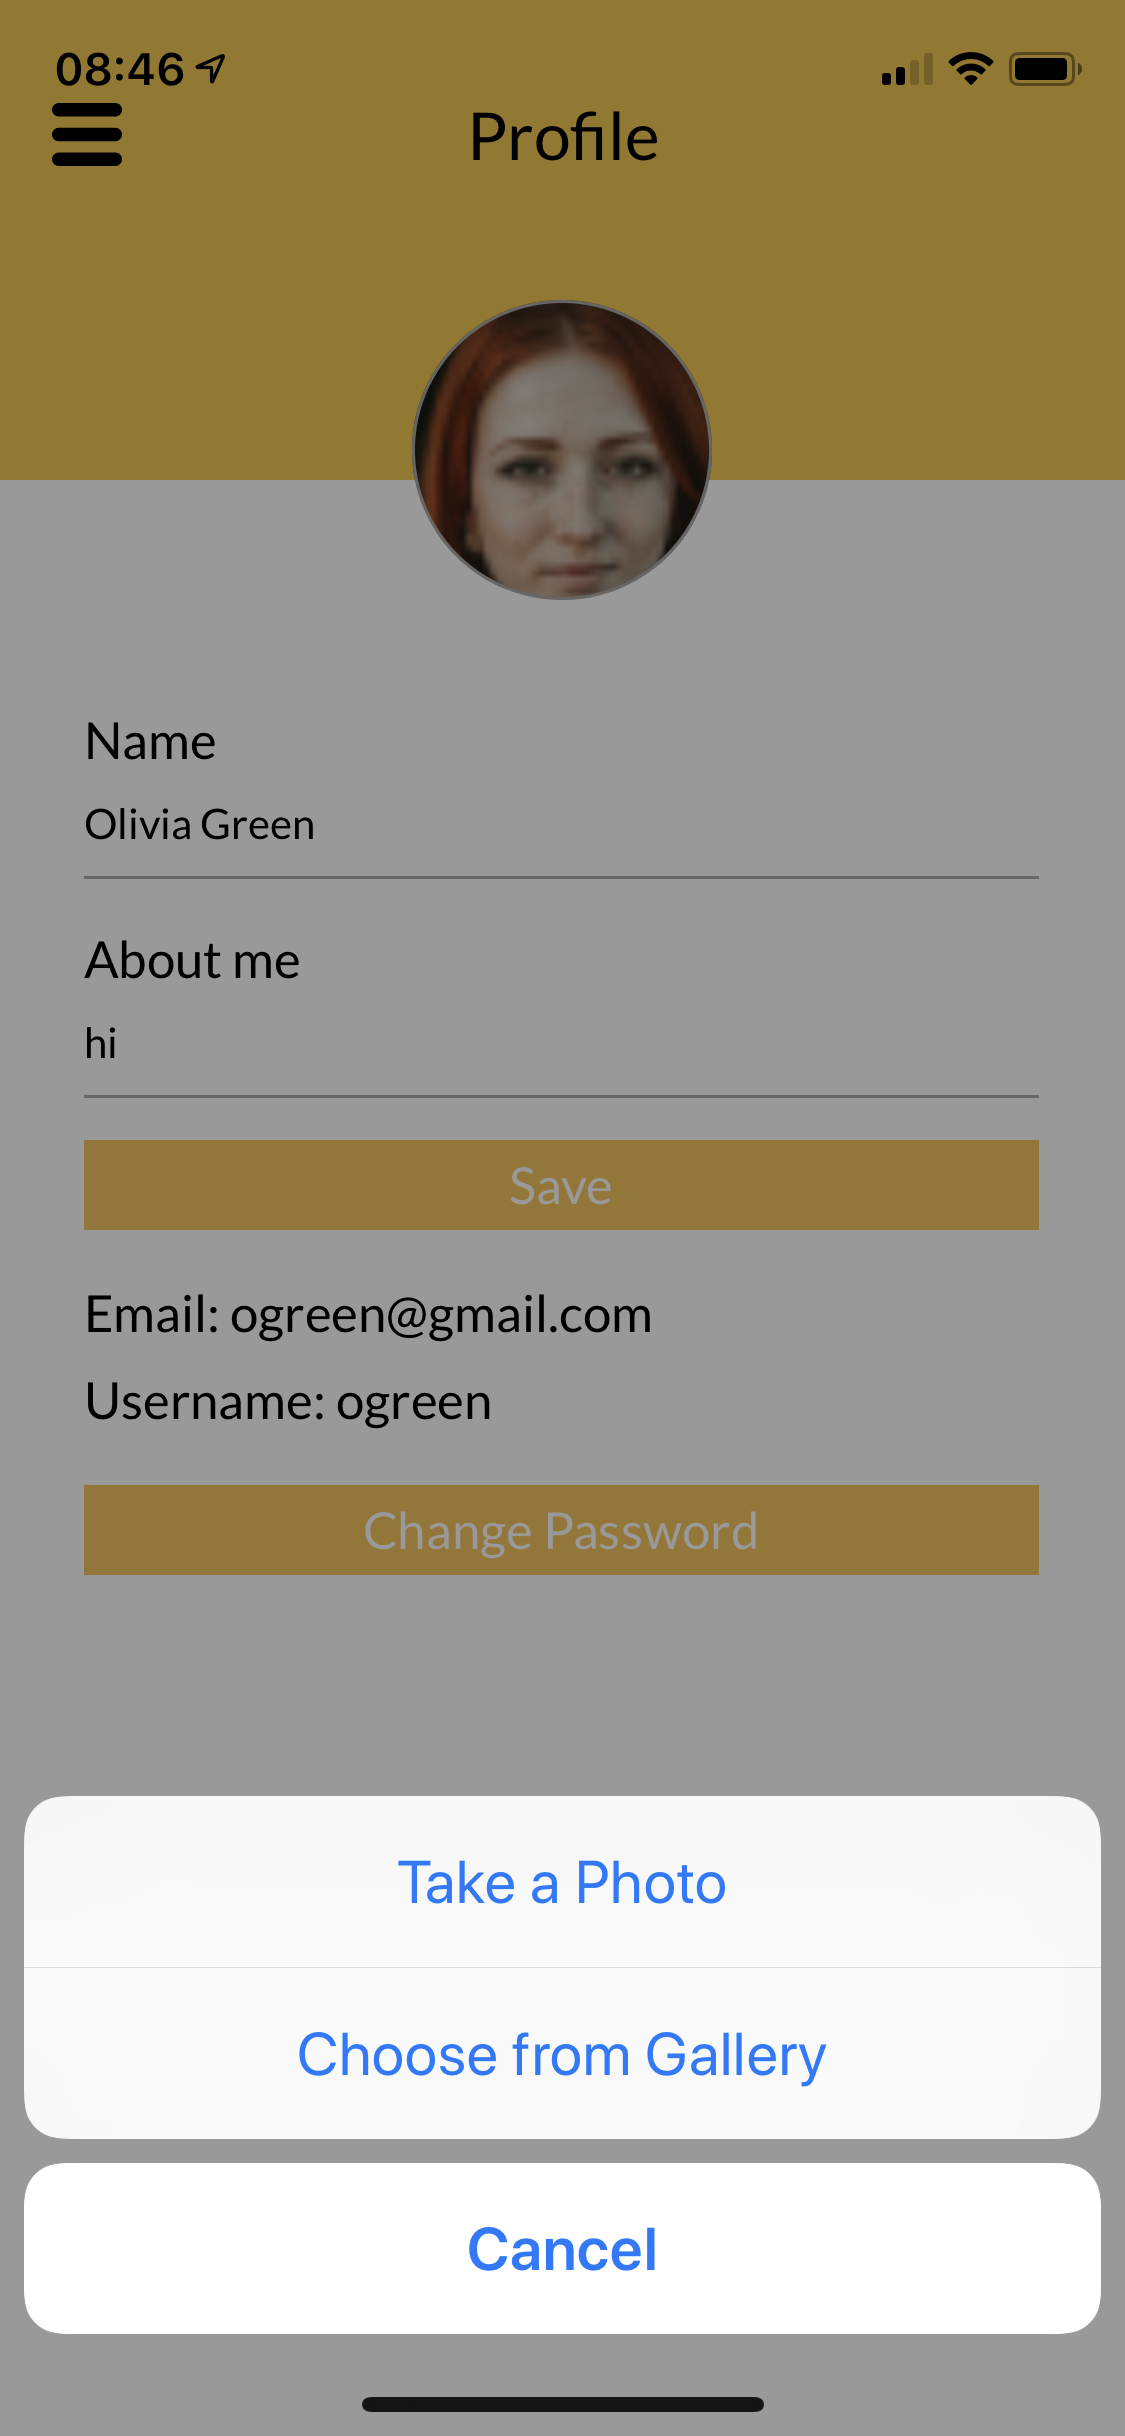 08:46
Profile
Name
Olivia Green
About me
hi
Save
Email: ogreen@gmail.com
Username: ogreen
Change Password
Take a Photo
Choose from Gallery
Cancel